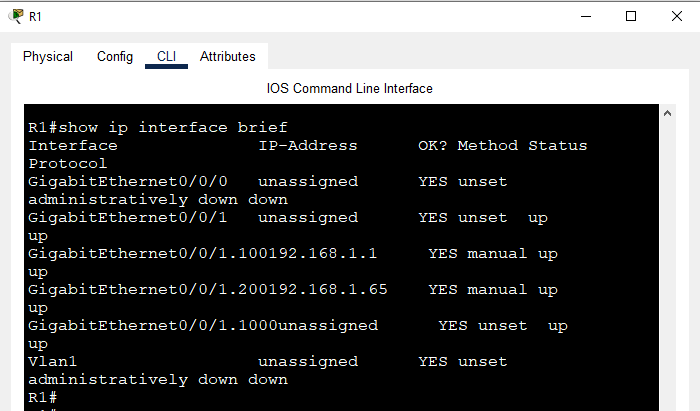 R1
Physical Config CLI Attributes
IOS Command Line Interface
R1#show ip interface brief
Interface IP-Address OK? Method Status
Protocol
GigabitEthernet0/0/0 unassigned YES unset
administratively down down
GigabitEthernet0/0/1 unassigned YES unset up
up
GigabitEthernet0/0/1.100192.168.1.1 YES manual up
up
GigabitEthernet0/0/1.200192.168.1.65 YES manual up
up
GigabitEthernet0/0/1.1000unassigned YES unset up
up
Vlan1 unassigned YES unset
administratively down down
R1#